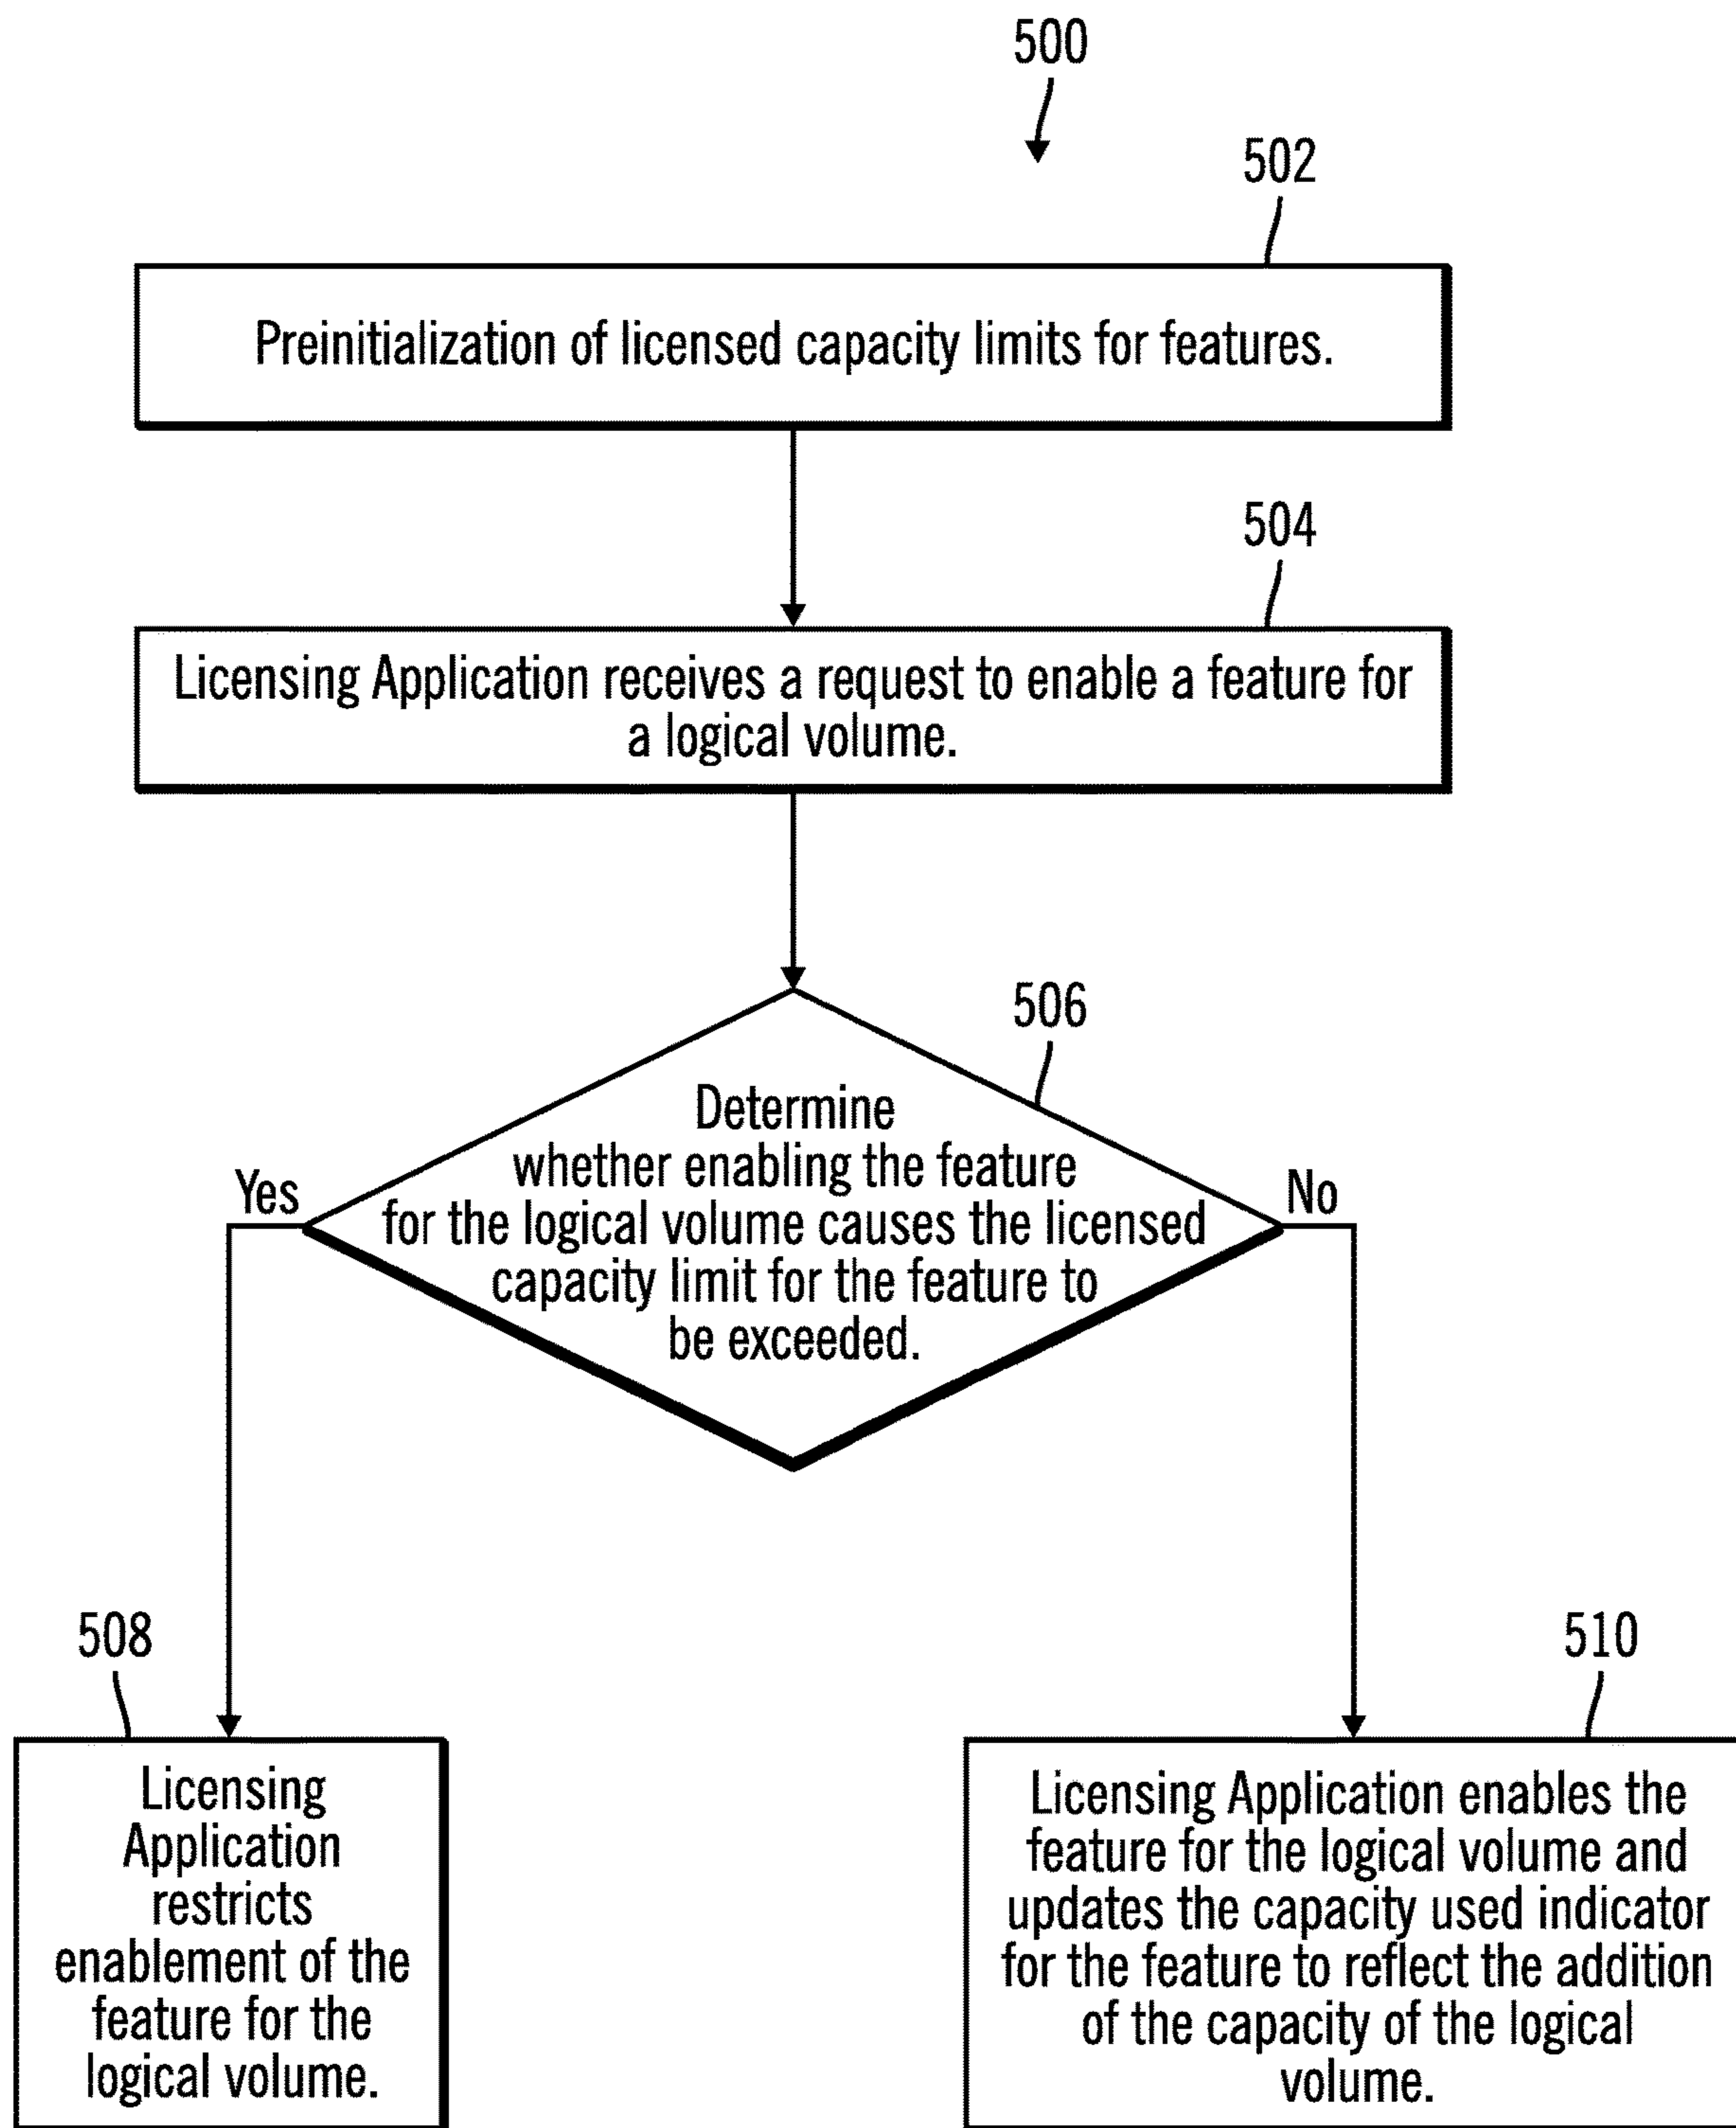 500
502
Preinitialization of licensed capacity limits for features.
504
Licensing Application receives a request to enable a feature for
a logical volume.
506
Determine
whether enabling the feature
for the logical volume causes the licensed
capacity limit for the feature to
be exceeded.
Yes
No
508
Licensing
Application
restricts
enablement of the
feature for the
logical volume.
510
Licensing Application enables the
feature for the logical volume and
updates the capacity used indicator
for the feature to reflect the addition
of the capacity of the logical
volume.